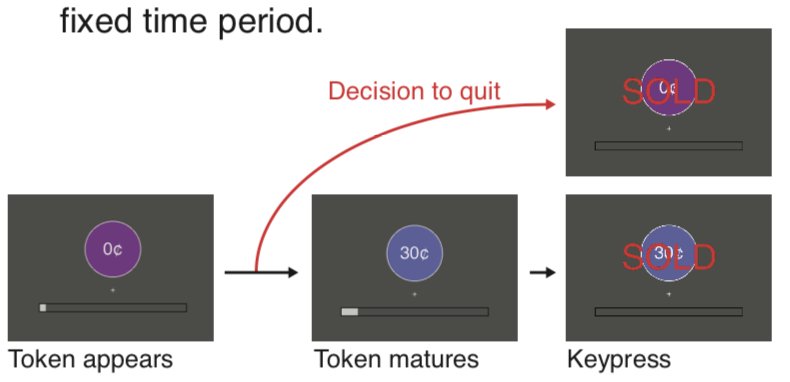 fixed time period.
Decision to quit
0¢
SOLD
0¢
30¢
30¢
SOLD
Token appears
Token matures
Keypress